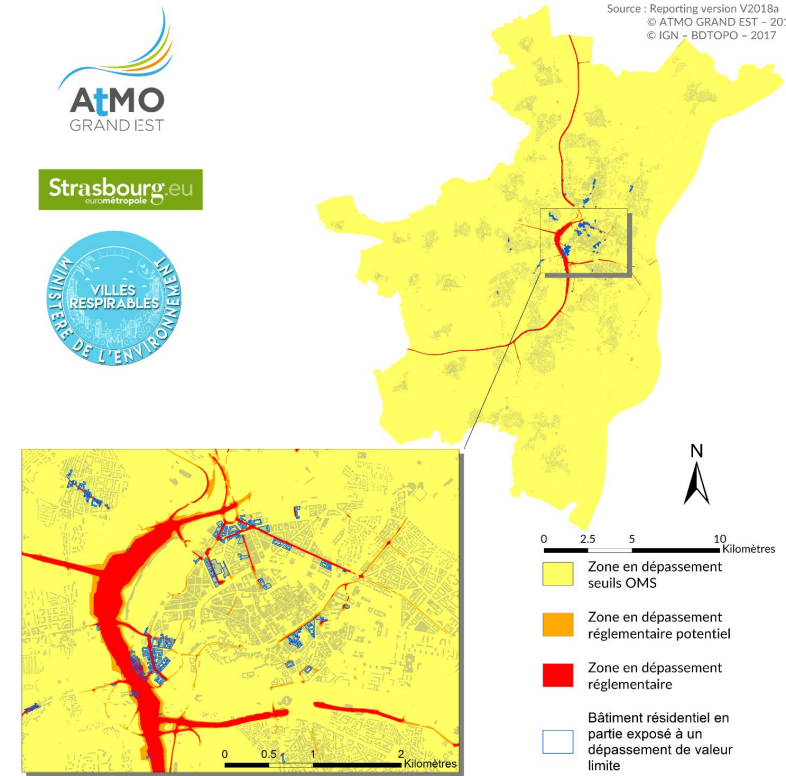 Source : Reporting version V2018a
© ATMO GRAND EST – 201
© IGN – BDTOPO – 2017
AtMO
GRAND EST
Strasbourg.eu
eurométropole
VILLES
RESPIRABLES
MINISTERE DE L'ENVIRONNEMENT
N
0 2.5 5 10
Kilomètres
Zone en dépassement
seuils OMS
Zone en dépassement
réglementaire potentiel
Zone en dépassement
réglementaire
Bâtiment résidentiel en
partie exposé à un
dépassement de valeur
limite
0 0.5 1 2
Kilomètres